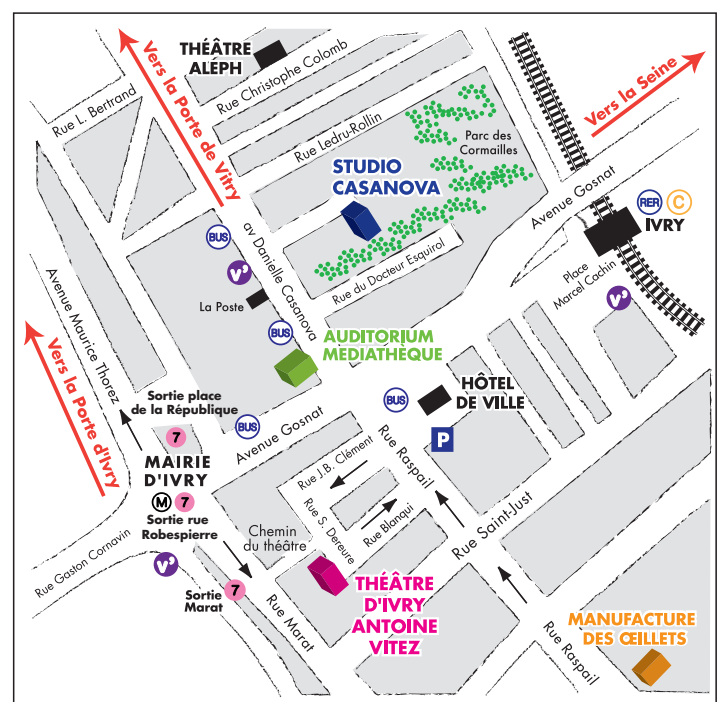 THÉÂTRE
ALÉPH
Rue Christophe Colomb
Rue L. Bertrand
Vers la Porte de Vitry
Rue Ledru-Rollin
Vers la Seine
Parc des
Cormailles
STUDIO
CASANOVA
Avenue Gosnat
RER C
IVRY
BUS
av Danielle Casanova
Rue du Docteur Esquirol
Place
Marcel Cachin
v'
v'
La Poste
Avenue Maurice Thorez
BUS
AUDITORIUM
MÉDIATHÈQUE
Vers la Porte d'Ivry
Sortie place
de la République
7
BUS
Avenue Gosnat
BUS
HÔTEL
DE VILLE
P
MAIRIE
D'IVRY
M 7
Sortie rue
Robespierre
Rue J.B. Clément
Rue Raspail
Rue S. Dereure
Rue Blanqui
Rue Saint-Just
Chemin
du théâtre
Rue Gaston Cornavin
v'
Sortie
Marat
7
Rue Marat
THÉÂTRE
D'IVRY
ANTOINE
VITEZ
Rue Raspail
MANUFACTURE
DES ŒILLETS